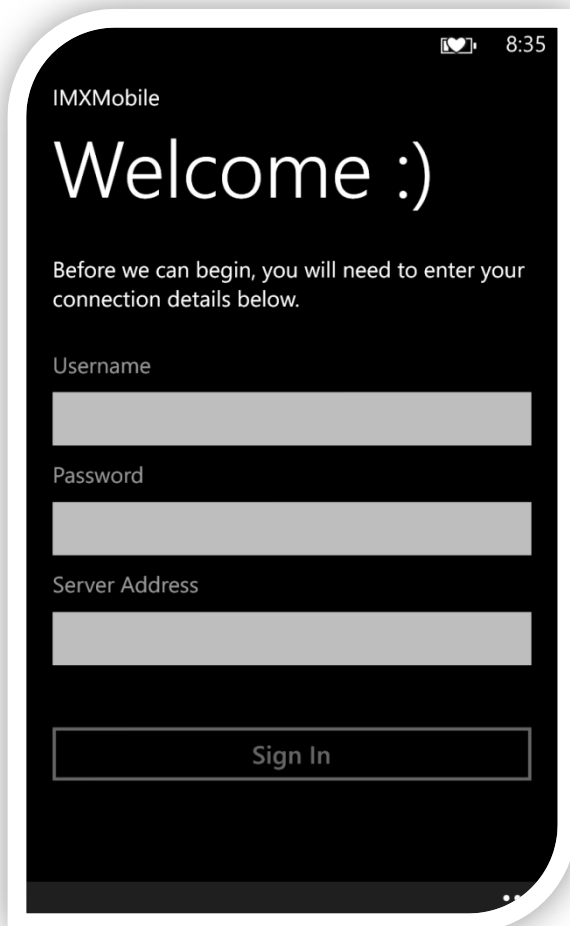 8:35
IMXMobile
Welcome :)
Before we can begin, you will need to enter your
connection details below.
Username
Password
Server Address
Sign In